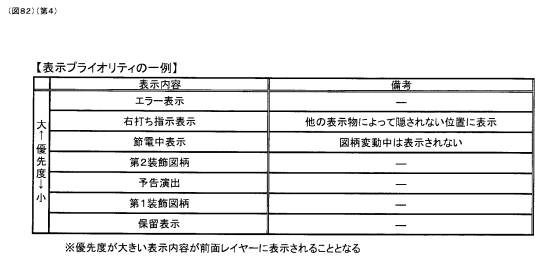 （図８２）（第４）
【表示プライオリティの一例】
表示内容 備考
大↑優先度↓小
エラー表示 ―
右打ち指示表示 他の表示物によって隠されない位置に表示
節電中表示 図柄変動中は表示されない
第２装飾図柄 ―
予告演出 ―
第１装飾図柄 ―
保留表示 ―
※優先度が大きい表示内容が前面レイヤーに表示されることとなる